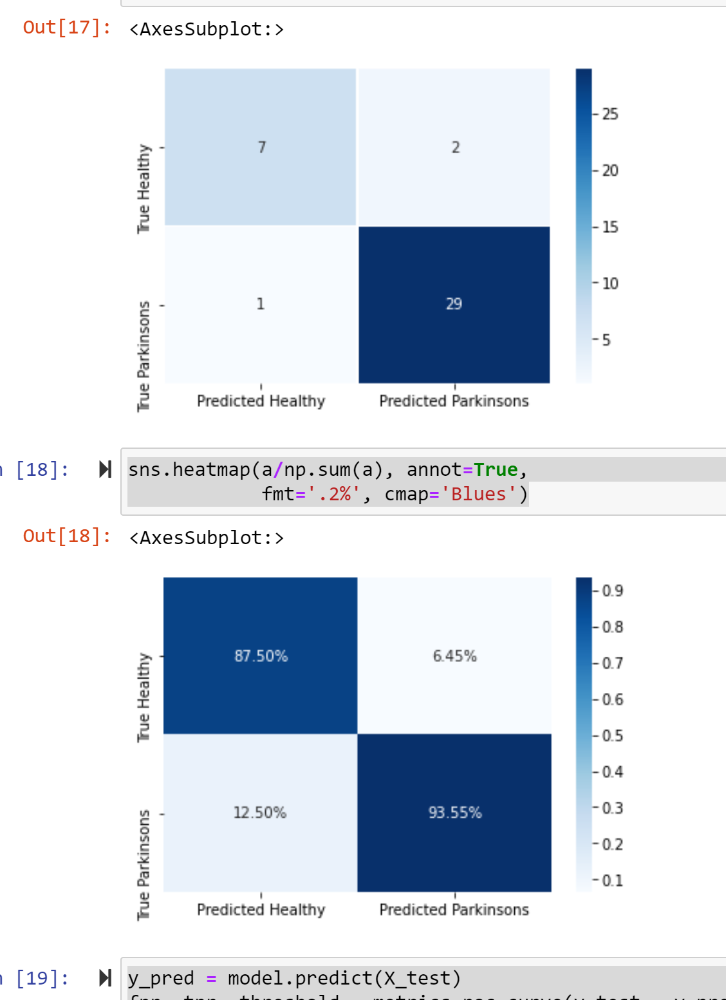 Out[17]: <AxesSubplot:>
True Healthy
7
2
True Parkinsons
1
29
Predicted Healthy
Predicted Parkinsons
25
20
15
10
5
[18]:
sns.heatmap(a/np.sum(a), annot=True,
fmt='.2%', cmap='Blues')
Out[18]: <AxesSubplot:>
True Healthy
87.50%
6.45%
True Parkinsons
12.50%
93.55%
Predicted Healthy
Predicted Parkinsons
0.9
0.8
0.7
0.6
0.5
0.4
0.3
0.2
0.1
[19]:
y_pred = model.predict(X_test)